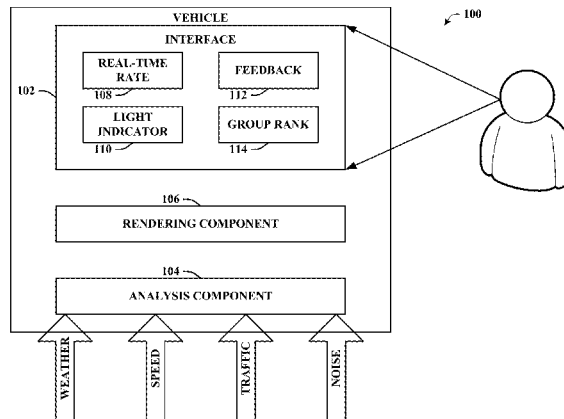 VEHICLE
100
INTERFACE
REAL-TIME
RATE
108
FEEDBACK
112
102
LIGHT
INDICATOR
110
GROUP RANK
114
106
RENDERING COMPONENT
104
ANALYSIS COMPONENT
WEATHER
SPEED
TRAFFIC
NOISE